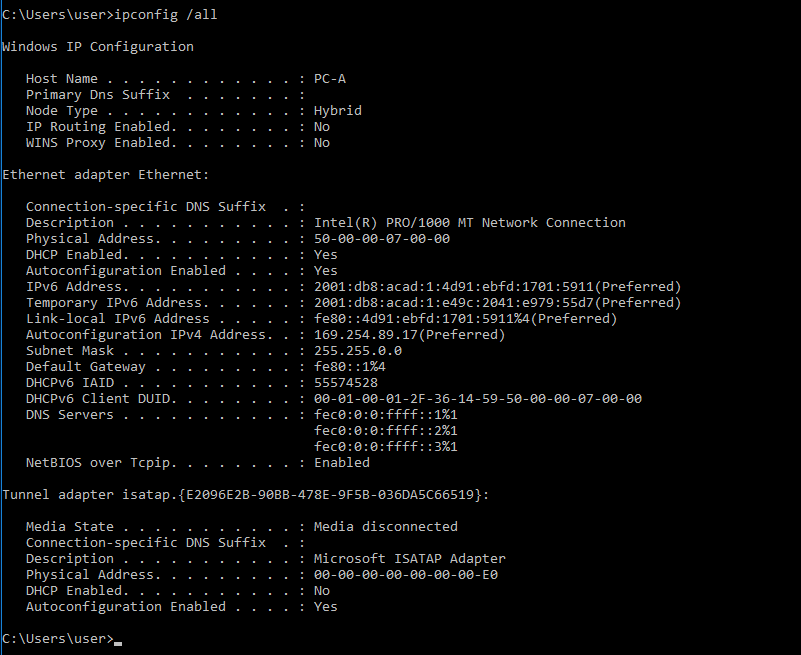 C:\Users\user>ipconfig /all
Windows IP Configuration
Host Name . . . . . . . . . . . . : PC-A
Primary Dns Suffix  . . . . . . . :
Node Type . . . . . . . . . . . . : Hybrid
IP Routing Enabled. . . . . . . . : No
WINS Proxy Enabled. . . . . . . . : No
Ethernet adapter Ethernet:
Connection-specific DNS Suffix  . :
Description . . . . . . . . . . . : Intel(R) PRO/1000 MT Network Connection
Physical Address. . . . . . . . . : 50-00-00-07-00-00
DHCP Enabled. . . . . . . . . . . : Yes
Autoconfiguration Enabled . . . . : Yes
IPv6 Address. . . . . . . . . . . : 2001:db8:acad:1:4d91:ebfd:1701:5911(Preferred)
Temporary IPv6 Address. . . . . . : 2001:db8:acad:1:e49c:2041:e979:55d7(Preferred)
Link-local IPv6 Address . . . . . : fe80::4d91:ebfd:1701:5911%4(Preferred)
Autoconfiguration IPv4 Address. . : 169.254.89.17(Preferred)
Subnet Mask . . . . . . . . . . . : 255.255.0.0
Default Gateway . . . . . . . . . : fe80::1%4
DHCPv6 IAID . . . . . . . . . . . : 55574528
DHCPv6 Client DUID. . . . . . . . : 00-01-00-01-2F-36-14-59-50-00-00-07-00-00
DNS Servers . . . . . . . . . . . : fec0:0:0:ffff::1%1
fec0:0:0:ffff::2%1
fec0:0:0:ffff::3%1
NetBIOS over Tcpip. . . . . . . . : Enabled
Tunnel adapter isatap.{E2096E2B-90BB-478E-9F5B-036DA5C66519}:
Media State . . . . . . . . . . . : Media disconnected
Connection-specific DNS Suffix  . :
Description . . . . . . . . . . . : Microsoft ISATAP Adapter
Physical Address. . . . . . . . . : 00-00-00-00-00-00-00-E0
DHCP Enabled. . . . . . . . . . . : No
Autoconfiguration Enabled . . . . : Yes
C:\Users\user>